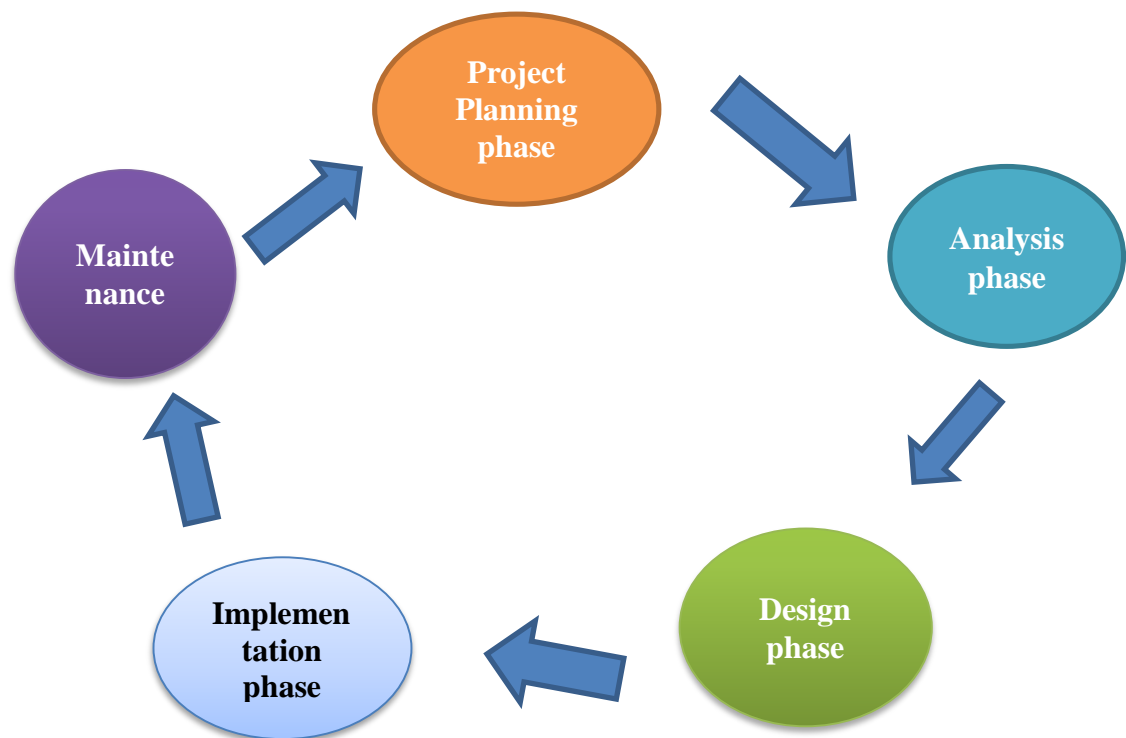 Project
Planning
phase
Analysis
phase
Design
phase
Implemen
tation
phase
Mainte
nance